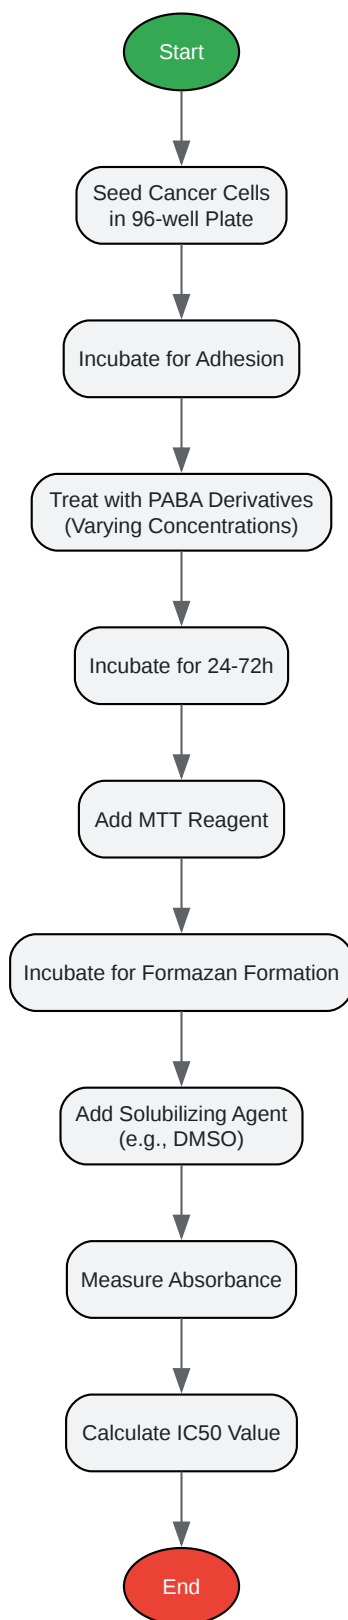 Start
Seed Cancer Cells
in 96-well Plate
Incubate for Adhesion
Treat with PABA Derivatives
(Varying Concentrations)
Incubate for 24-72h
Add MTT Reagent
Incubate for Formazan Formation
Add Solubilizing Agent
(e.g., DMSO)
Measure Absorbance
Calculate IC50 Value
End